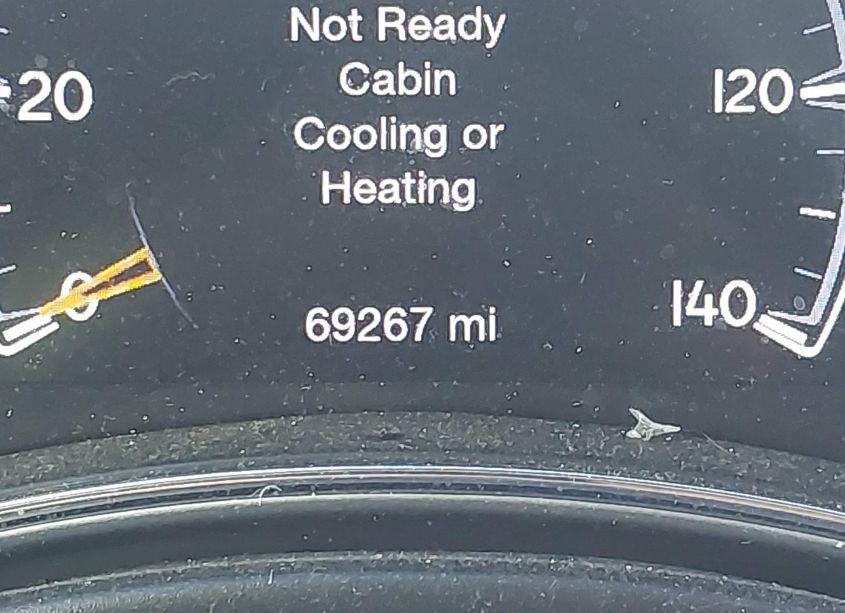 Not Ready
20
120
Cabin
Cooling or
Heating
0
140
69267 mi